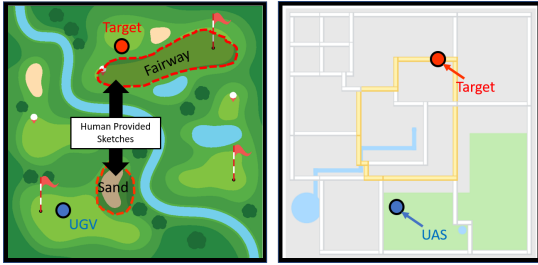 Target
Fairway
Human Provided
Sketches
Sand
UGV
Target
UAS